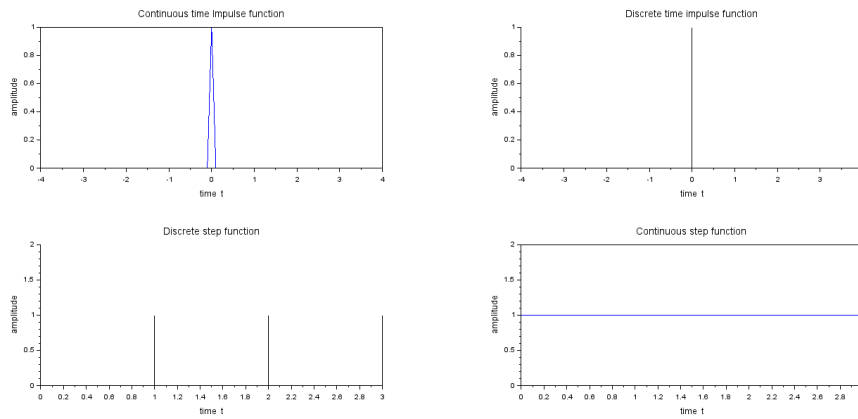 Continuous time Impulse function
amplitude
1
0.8
0.6
0.4
0.2
0
-4 -3 -2 -1 0 1 2 3 4
time t
Discrete time impulse function
amplitude
1
0.8
0.6
0.4
0.2
0
-4 -3 -2 -1 0 1 2 3
time t
Discrete step function
amplitude
2
1.5
1
0.5
0
0 0.2 0.4 0.6 0.8 1 1.2 1.4 1.6 1.8 2 2.2 2.4 2.6 2.8 3
time t
Continuous step function
amplitude
2
1.5
1
0.5
0
0 0.2 0.4 0.6 0.8 1 1.2 1.4 1.6 1.8 2 2.2 2.4 2.6 2.8
time t